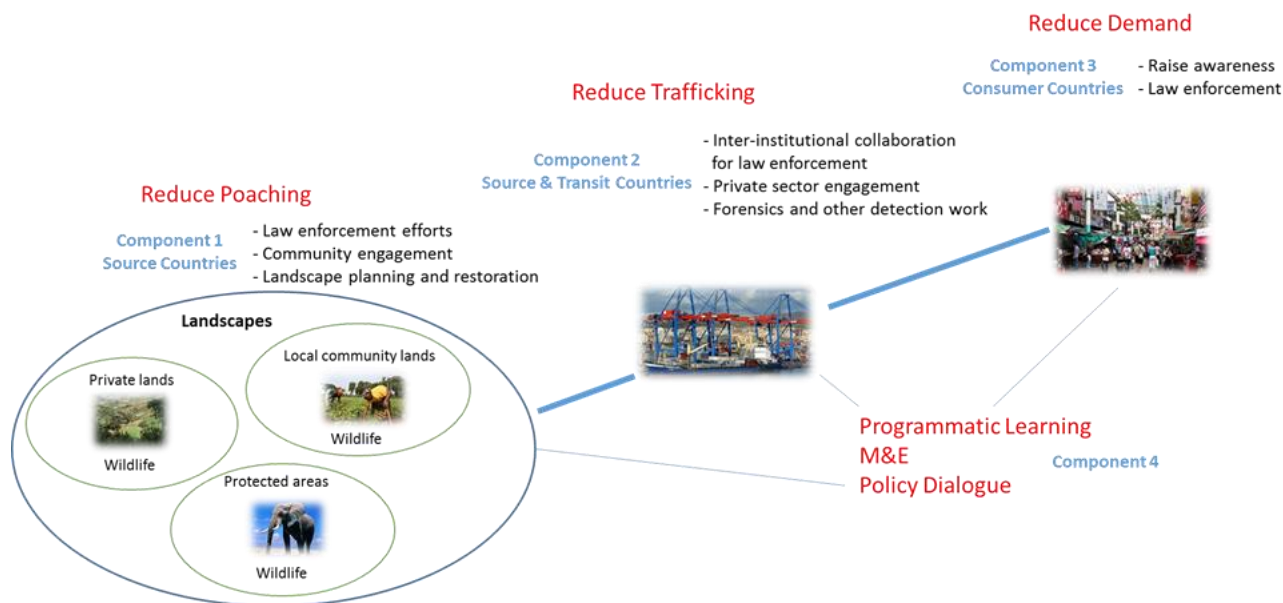 Reduce Demand
Component 3
Consumer Countries
- Raise awareness
- Law enforcement
Reduce Trafficking
Component 2
Source & Transit Countries
- Inter-institutional collaboration
for law enforcement
- Private sector engagement
- Forensics and other detection work
Reduce Poaching
Component 1
Source Countries
- Law enforcement efforts
- Community engagement
- Landscape planning and restoration
Landscapes
Local community lands
Wildlife
Private lands
Wildlife
Protected areas
Wildlife
Programmatic Learning
M&E
Policy Dialogue
Component 4